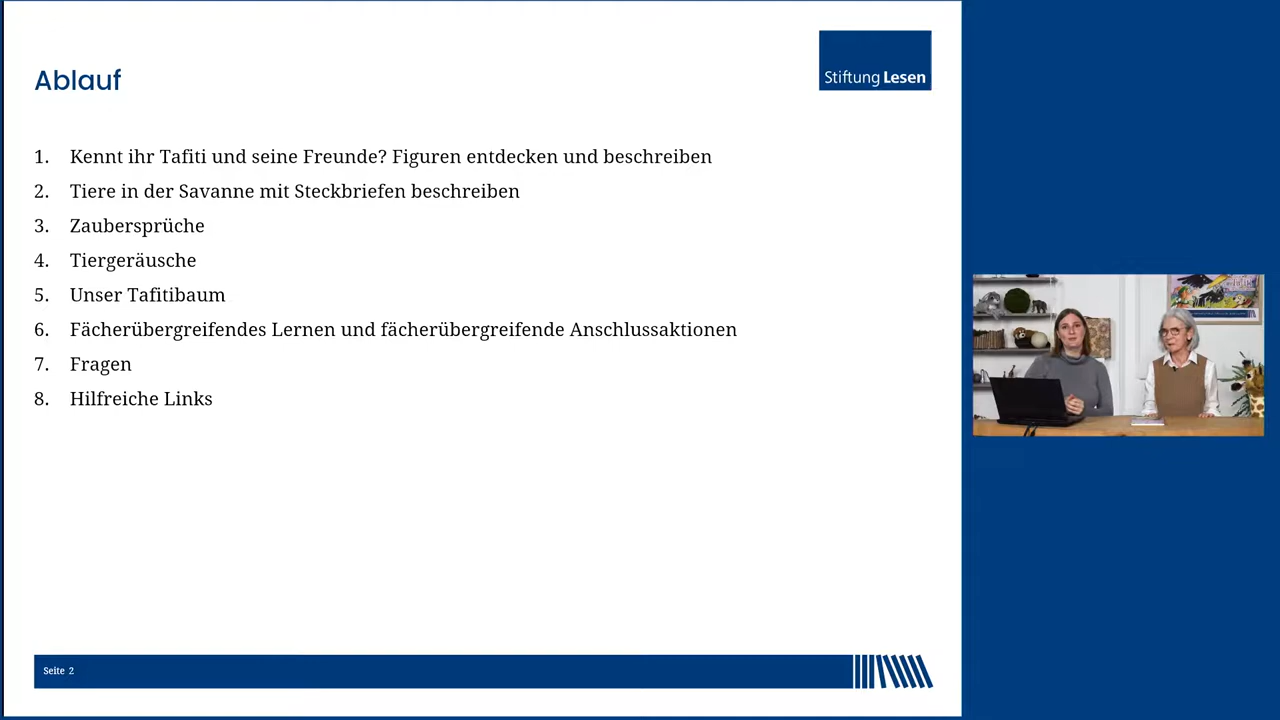 Ablauf
Stiftung Lesen
1. Kennt ihr Tafiti und seine Freunde? Figuren entdecken und beschreiben
2. Tiere in der Savanne mit Steckbriefen beschreiben
3. Zaubersprüche
4. Tiergeräusche
5. Unser Tafitibaum
6. Fächerübergreifendes Lernen und fächerübergreifende Anschlussaktionen
7. Fragen
8. Hilfreiche Links
Seite 2